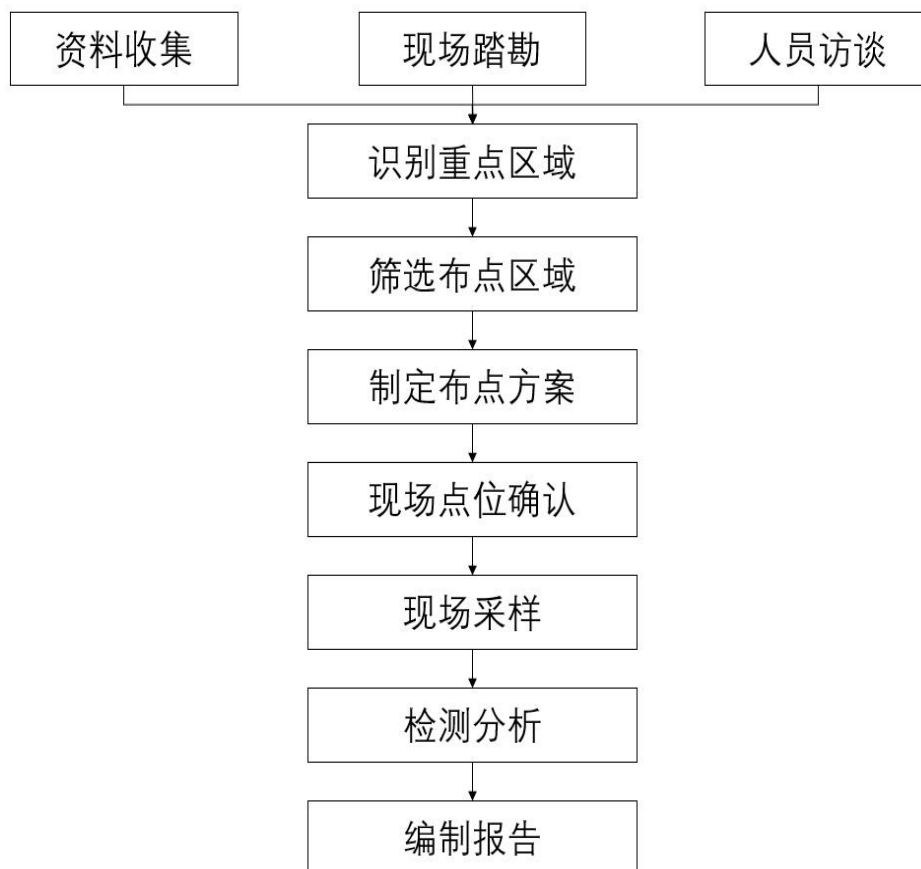 资料收集
现场踏勘
人员访谈
识别重点区域
筛选布点区域
制定布点方案
现场点位确认
现场采样
检测分析
编制报告